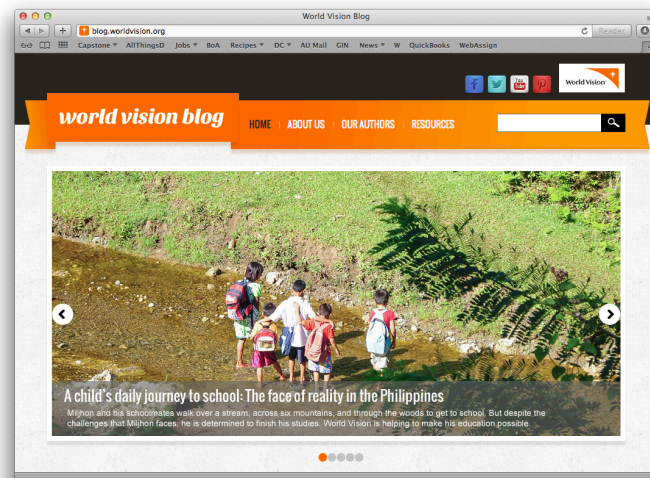 World Vision Blog
blog.worldvision.org
Reader
Capstone AllThingsD Jobs BoA Recipes DC AU Mail GIN News W QuickBooks WebAssign
You
Tube
World Vision
world vision blog
HOME ABOUT US OUR AUTHORS RESOURCES
A child's daily journey to school: The face of reality in the Philippines
Miljhon and his schoolmates walk over a stream, across six mountains, and through the woods to get to school. But despite the
challenges that Miljhon faces, he is determined to finish his studies. World Vision is helping to make his education possible.